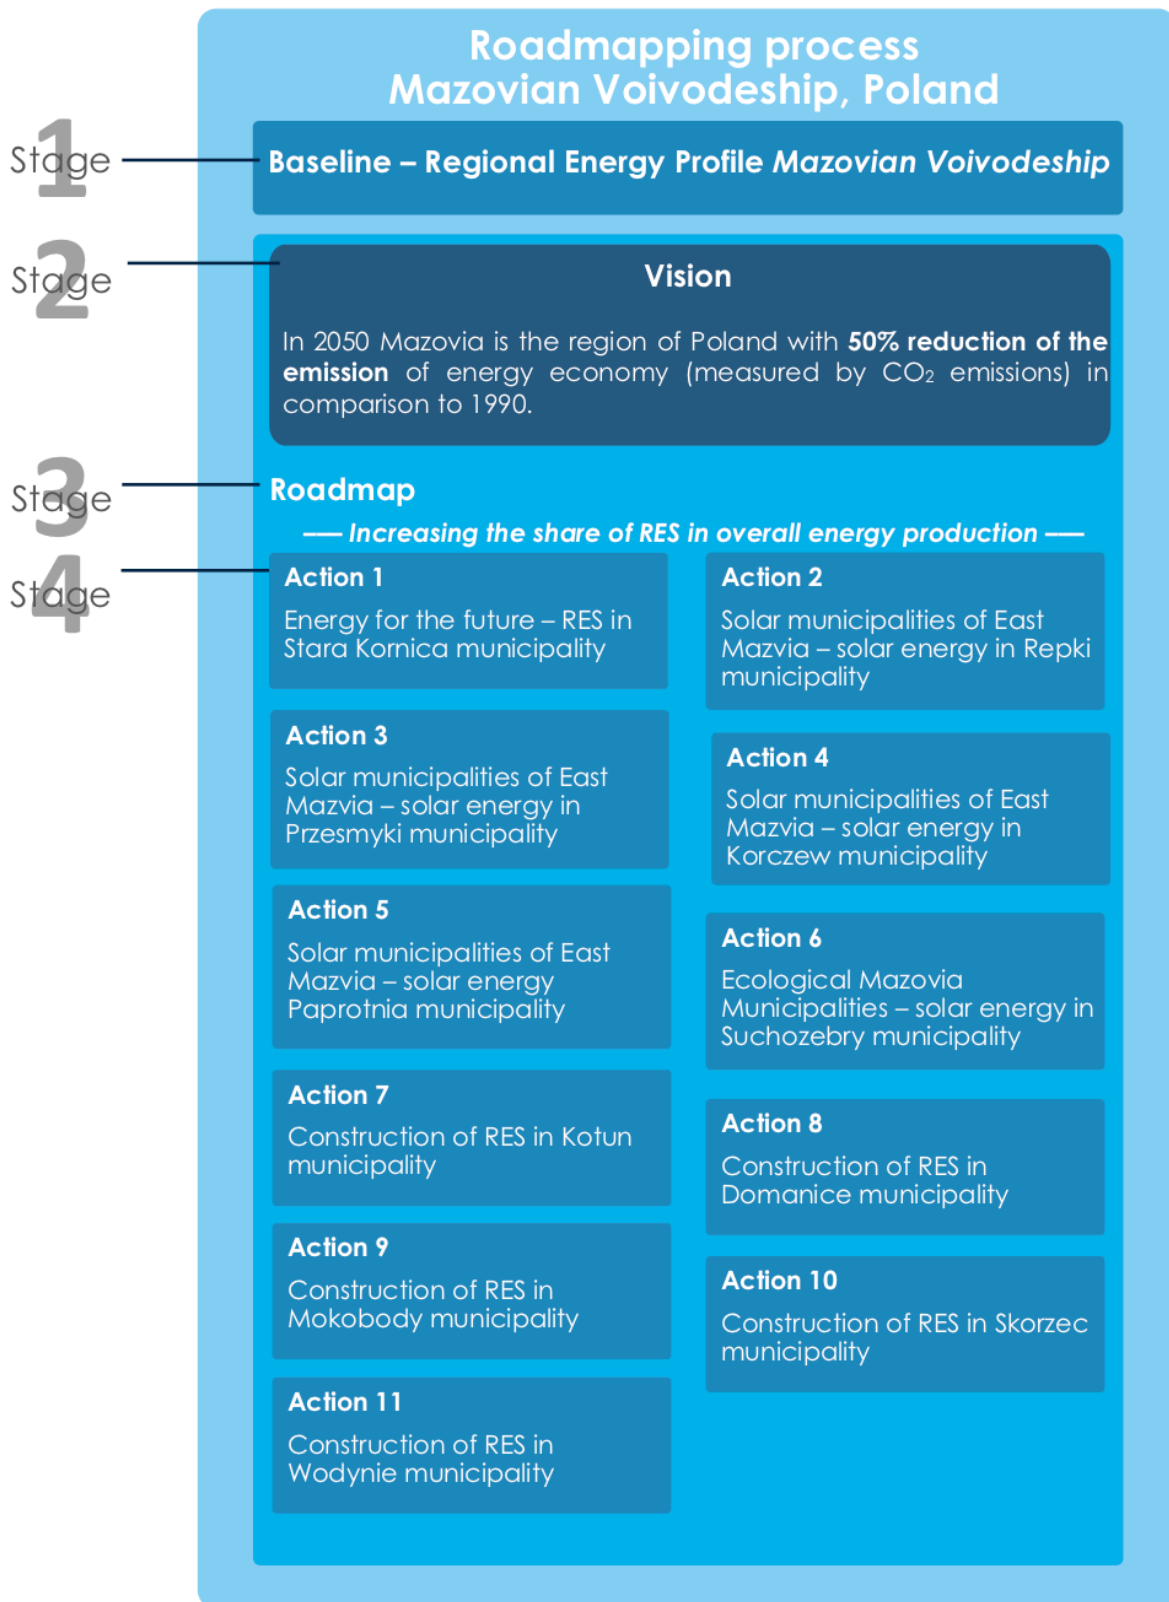 Roadmapping process
Mazovian Voivodeship, Poland
Stage 1
Baseline – Regional Energy Profile Mazovian Voivodeship
Stage 2
Vision
In 2050 Mazovia is the region of Poland with 50% reduction of the
emission of energy economy (measured by CO₂ emissions) in
comparison to 1990.
Stage 3
Roadmap
— Increasing the share of RES in overall energy production —
Stage 4
Action 1
Energy for the future – RES in
Stara Kornica municipality
Action 2
Solar municipalities of East
Mazvia – solar energy in Repki
municipality
Action 3
Solar municipalities of East
Mazvia – solar energy in
Przesmyki municipality
Action 4
Solar municipalities of East
Mazvia – solar energy in
Korczew municipality
Action 5
Solar municipalities of East
Mazvia – solar energy
Paprotnia municipality
Action 6
Ecological Mazovia
Municipalities – solar energy in
Suchozebry municipality
Action 7
Construction of RES in Kotun
municipality
Action 8
Construction of RES in
Domanice municipality
Action 9
Construction of RES in
Mokobody municipality
Action 10
Construction of RES in Skorzec
municipality
Action 11
Construction of RES in
Wodynie municipality